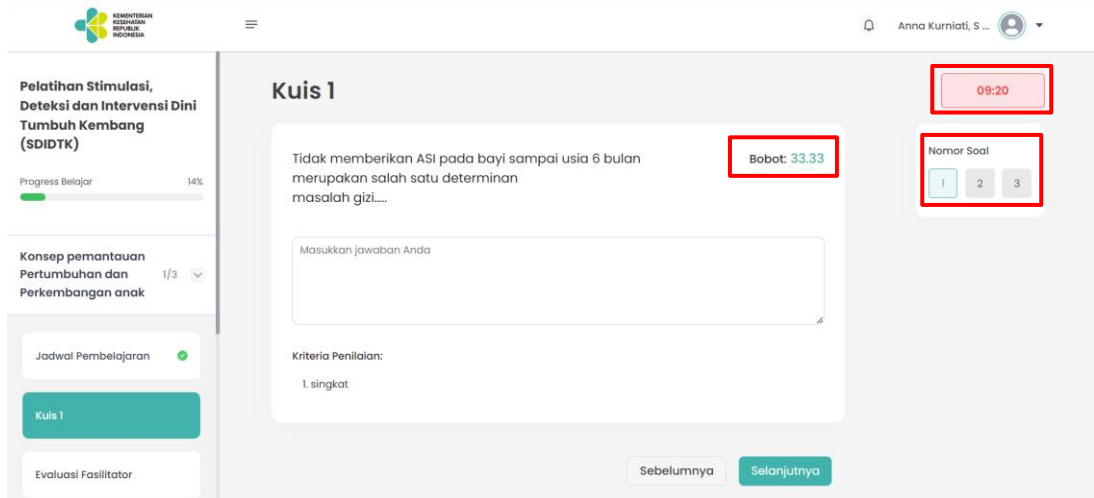 KEMENTERIAN
KESEHATAN
REPUBLIK
INDONESIA
Anna Kurniati, S ...
Pelatihan Stimulasi,
Deteksi dan Intervensi Dini
Tumbuh Kembang
(SDIDTK)
Progress Belajar 14%
Konsep pemantauan
Pertumbuhan dan 1/3
Perkembangan anak
Jadwal Pembelajaran
Kuis 1
Evaluasi Fasilitator
Kuis 1
Tidak memberikan ASI pada bayi sampai usia 6 bulan
merupakan salah satu determinan
masalah gizi.....
Bobot: 33.33
Masukkan jawaban Anda
Kriteria Penilaian:
1. singkat
Sebelumnya
Selanjutnya
09:20
Nomor Soal
1 2 3